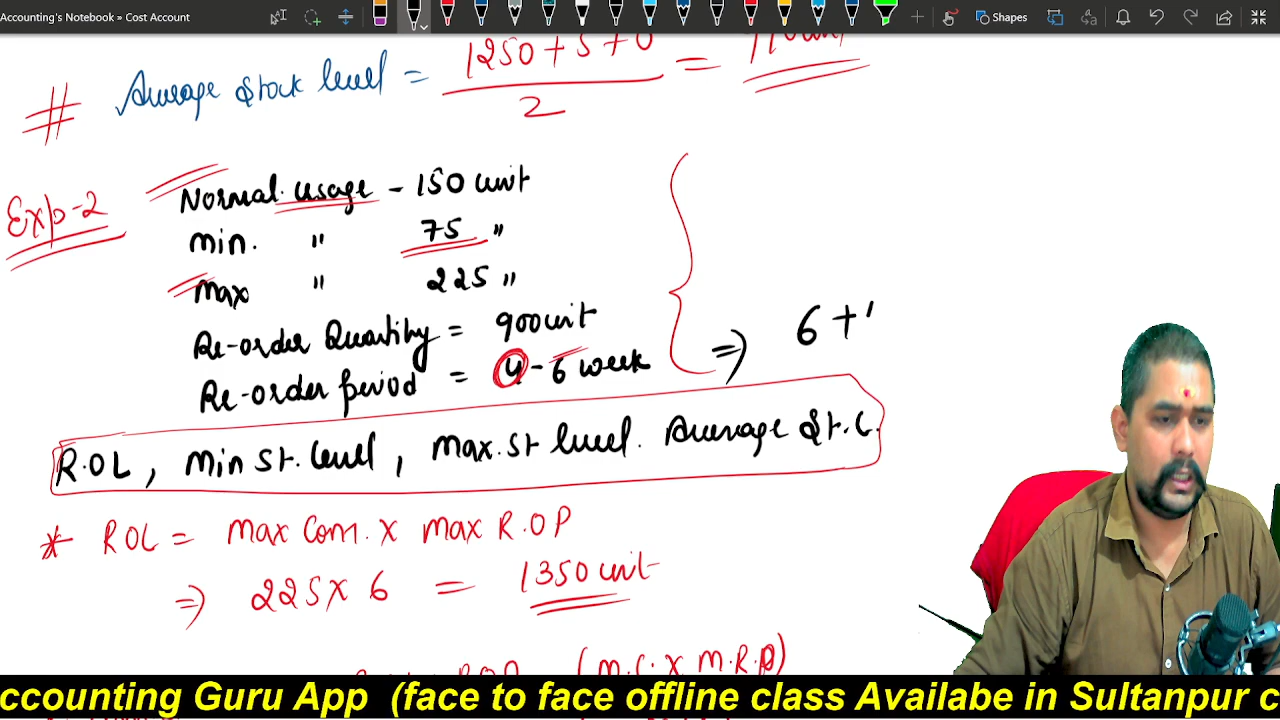 Accounting's Notebook » Cost Account
Shapes
# Average Stock level = 1250 + 5 + 0 / 2 =
Exp-2
Normal usage - 150 unit
min. " 75 "
max " 225 "
Re-order Quantity = 900 unit
Re-order period = 4 - 6 week
=> 6 +
R.OL, Min St. level, Max. St level. Average St. C.
* ROL = max Com. X max R.OP
=> 225 X 6 = 1350 unit
(M.C. X M.R.P)
ccounting Guru App (face to face offline class Availabe in Sultanpur c